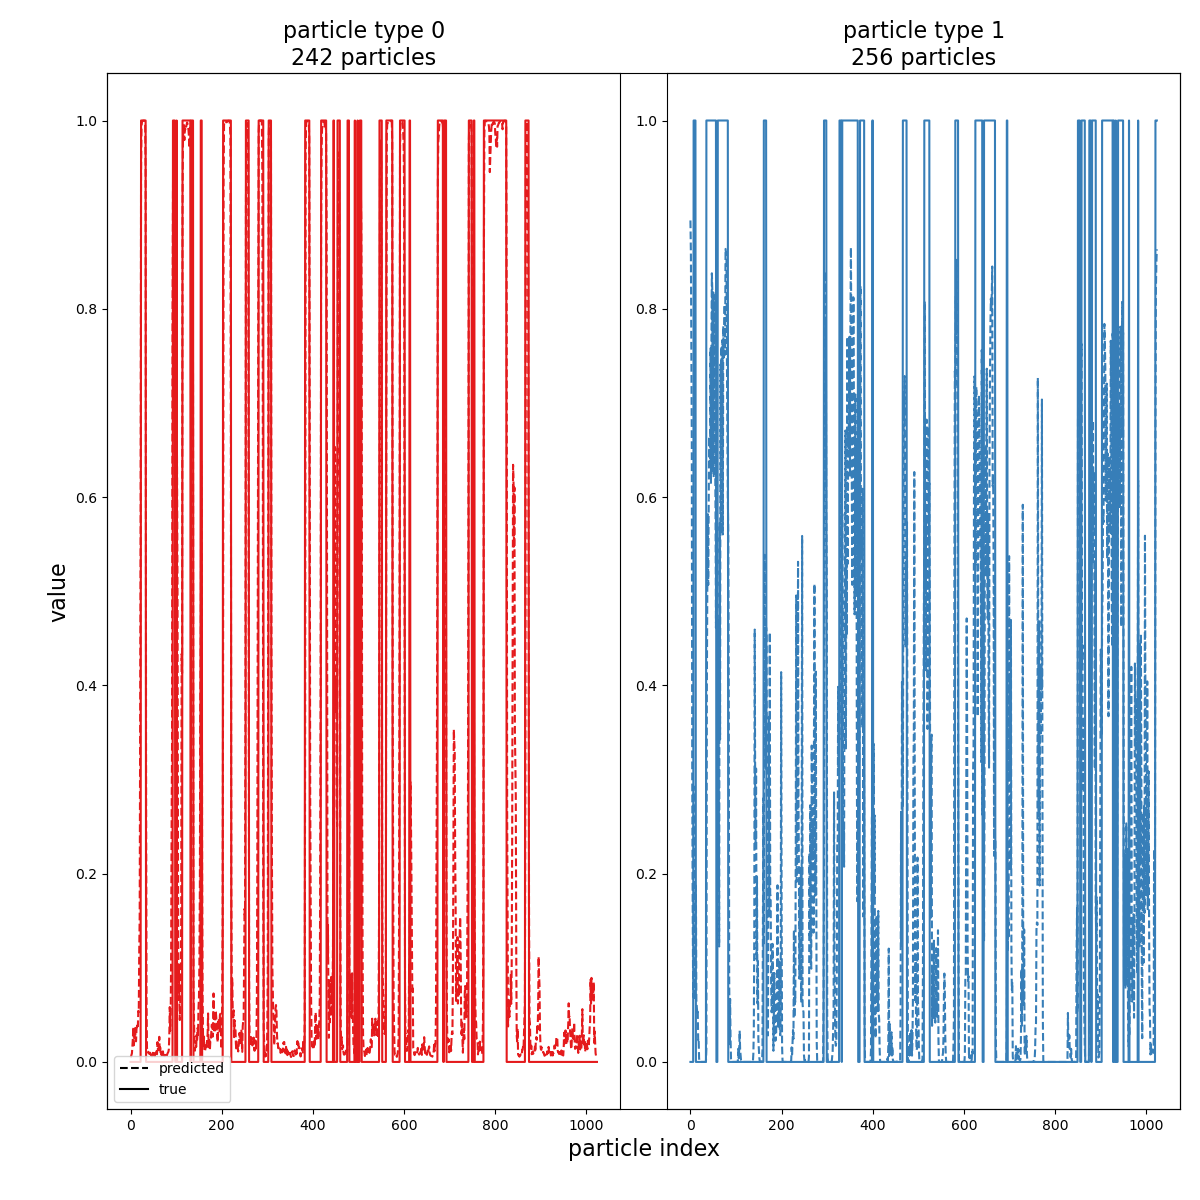 particle type 0
242 particles
particle type 1
256 particles
1.0
0.8
0.6
0.4
0.2
0.0
1.0
0.8
0.6
0.4
0.2
0.0
value
predicted
true
0 200 400 600 800 1000
0 200 400 600 800 1000
particle index